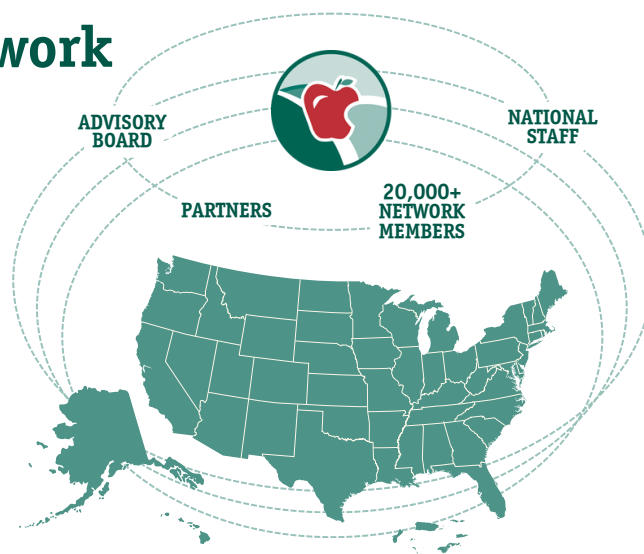 work
ADVISORY
BOARD
NATIONAL
STAFF
PARTNERS
20,000+
NETWORK
MEMBERS